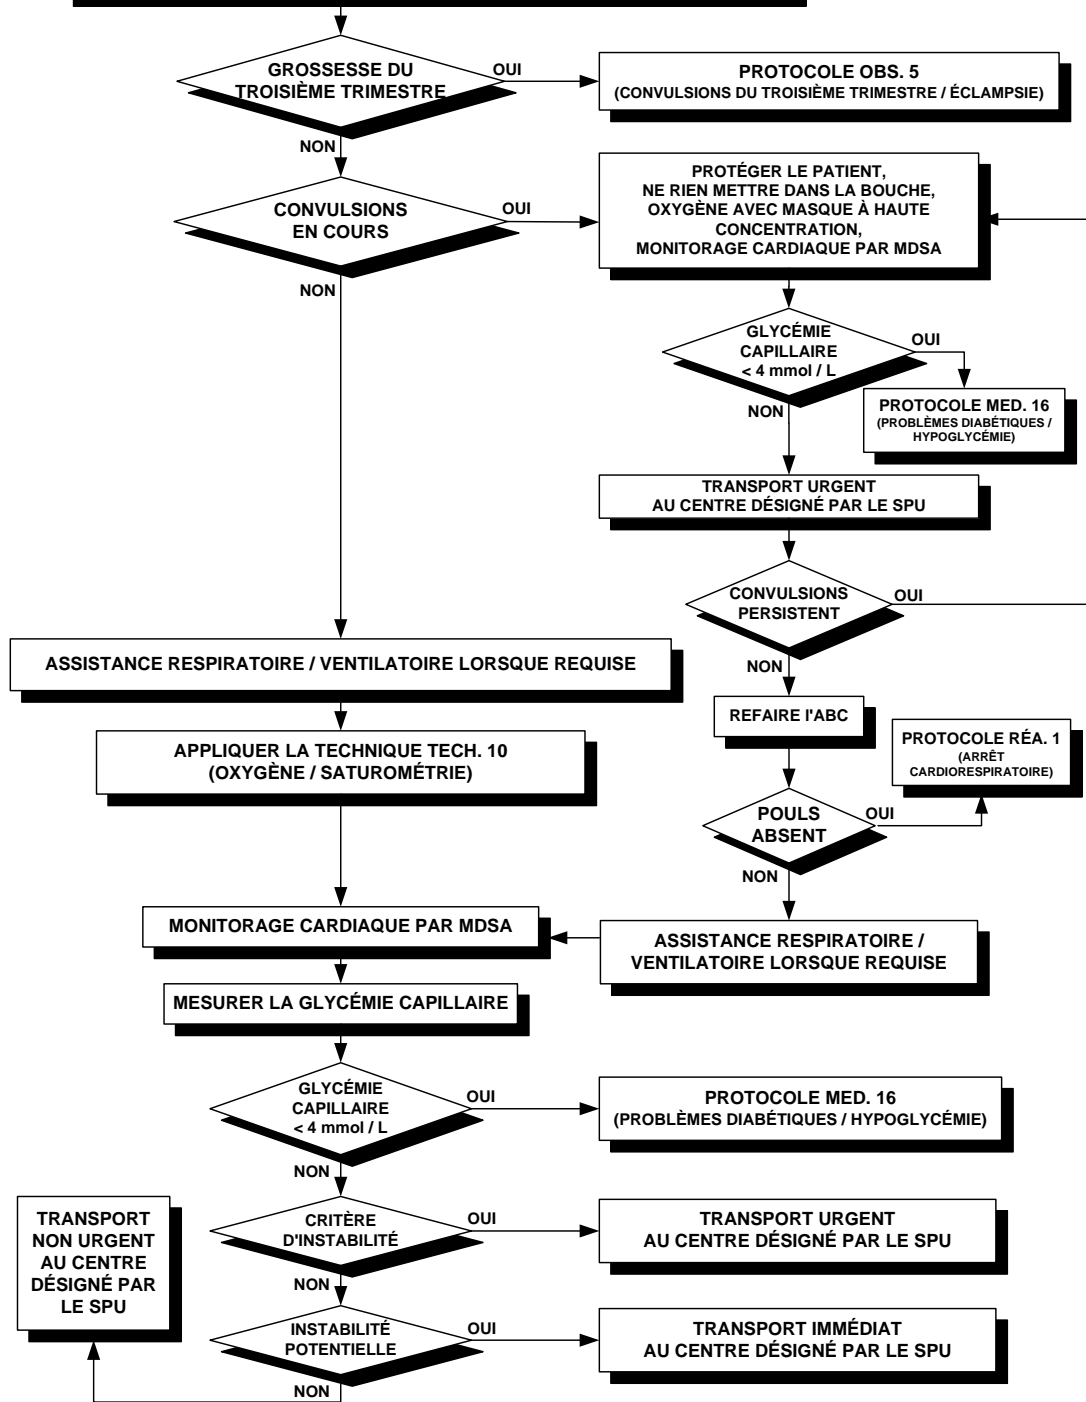 GROSSESSE DU
TROISIÈME TRIMESTRE
OUI
PROTOCOLE OBS. 5
(CONVULSIONS DU TROISIÈME TRIMESTRE / ÉCLAMPSIE)
NON
CONVULSIONS
EN COURS
OUI
PROTÉGER LE PATIENT,
NE RIEN METTRE DANS LA BOUCHE,
OXYGÈNE AVEC MASQUE À HAUTE
CONCENTRATION,
MONITORAGE CARDIAQUE PAR MDSA
NON
GLYCÉMIE
CAPILLAIRE
< 4 mmol / L
OUI
PROTOCOLE MED. 16
(PROBLÈMES DIABÉTIQUES /
HYPOGLYCÉMIE)
NON
TRANSPORT URGENT
AU CENTRE DÉSIGNÉ PAR LE SPU
CONVULSIONS
PERSISTENT
OUI
NON
ASSISTANCE RESPIRATOIRE / VENTILATOIRE LORSQUE REQUISE
REFAIRE l'ABC
APPLIQUER LA TECHNIQUE TECH. 10
(OXYGÈNE / SATUROMÉTRIE)
PROTOCOLE RÉA. 1
(ARRÊT
CARDIORESPIRATOIRE)
POULS
ABSENT
OUI
NON
MONITORAGE CARDIAQUE PAR MDSA
ASSISTANCE RESPIRATOIRE /
VENTILATOIRE LORSQUE REQUISE
MESURER LA GLYCÉMIE CAPILLAIRE
GLYCÉMIE
CAPILLAIRE
< 4 mmol / L
OUI
PROTOCOLE MED. 16
(PROBLÈMES DIABÉTIQUES / HYPOGLYCÉMIE)
NON
TRANSPORT
NON URGENT
AU CENTRE
DÉSIGNÉ PAR
LE SPU
CRITÈRE
D'INSTABILITÉ
OUI
TRANSPORT URGENT
AU CENTRE DÉSIGNÉ PAR LE SPU
NON
INSTABILITÉ
POTENTIELLE
OUI
TRANSPORT IMMÉDIAT
AU CENTRE DÉSIGNÉ PAR LE SPU
NON